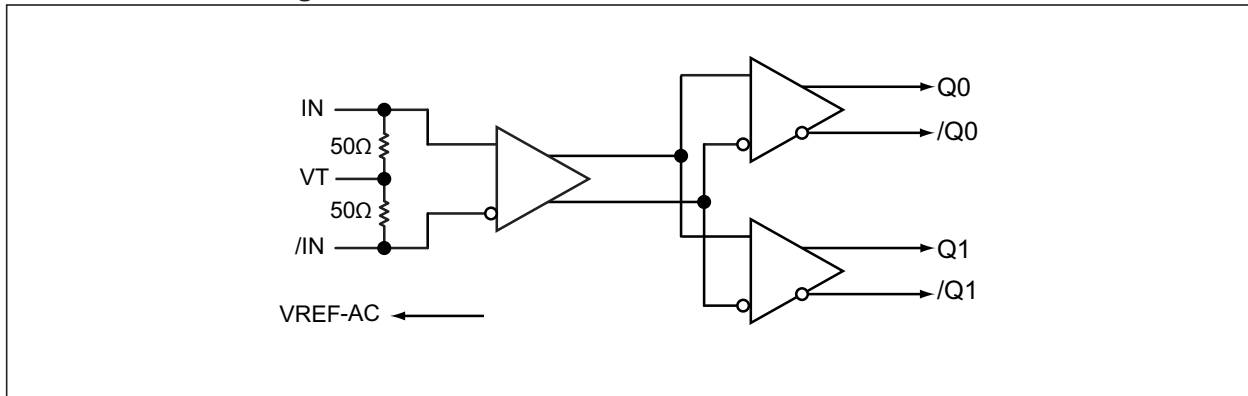 IN
50Ω
VT
50Ω
/IN
VREF-AC
Q0
/Q0
Q1
/Q1